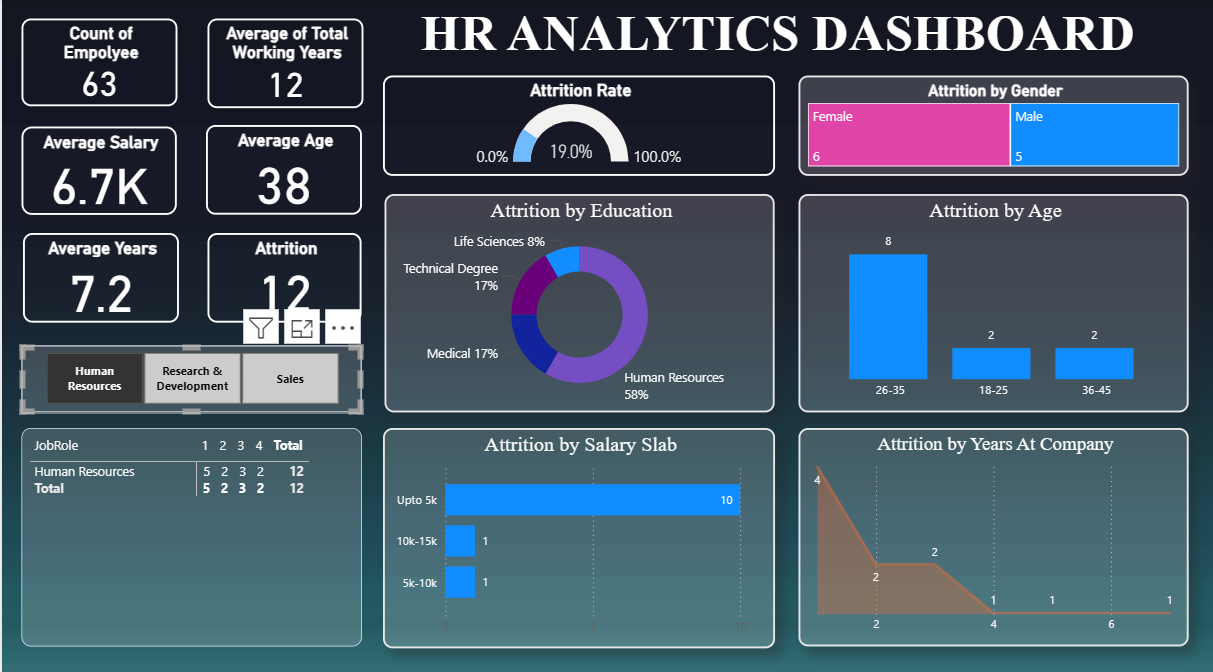 HR ANALYTICS DASHBOARD
Count of
Empolyee
63
Average of Total
Working Years
12
Average Salary
6.7K
Average Age
38
Average Years
7.2
Attrition
12
Human
Resources
Research &
Development
Sales
JobRole 1 2 3 4 Total
Human Resources 5 2 3 2 12
Total 5 2 3 2 12
Attrition Rate
0.0% 19.0% 100.0%
Attrition by Gender
Female Male
6 5
Attrition by Education
Life Sciences 8%
Technical Degree
17%
Medical 17%
Human Resources
58%
Attrition by Age
8
2 2
26-35 18-25 36-45
Attrition by Salary Slab
Upto 5k 10
10k-15k 1
5k-10k 1
0 5 10
Attrition by Years At Company
4
2
2
1 1 1
2 4 6